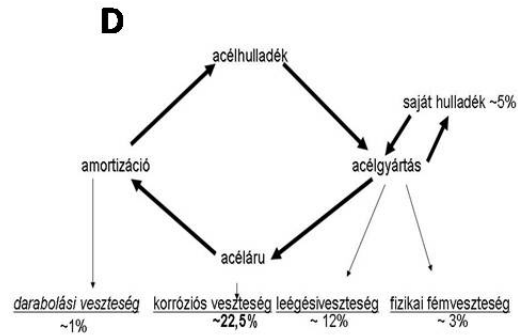 D
acélhulladék
saját hulladék ~5%
amortizáció
acélgyártás
acéláru
darabolási veszteség
~1%
korróziós veszteség
~22,5%
leégésiveszteség
~ 12%
fizikai fémveszteség
~ 3%